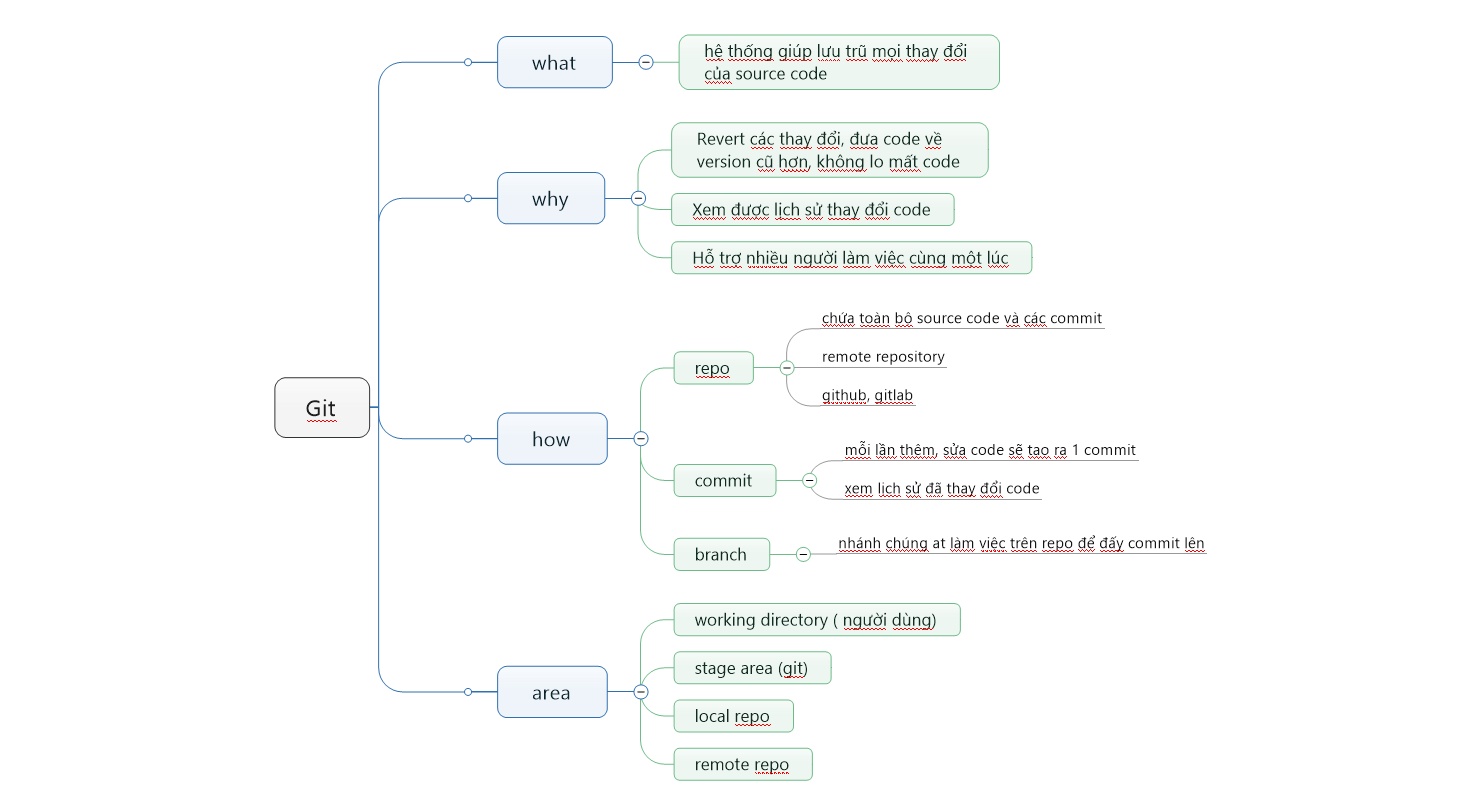 what
hệ thống giúp lưu trũ mọi thay đổi
của source code
why
Revert các thay đổi, đưa code về
version cũ hơn, không lo mất code
Xem được lịch sử thay đổi code
Hỗ trợ nhiều người làm việc cùng một lúc
Git
how
repo
chứa toàn bộ source code và các commit
remote repository
github, gitlab
commit
mỗi lần thêm, sửa code sẽ tao ra 1 commit
xem lich sử đã thay đổi code
branch
nhánh chúng at làm việc trên repo để đấy commit lên
area
working directory ( người dùng)
stage area (git)
local repo
remote repo